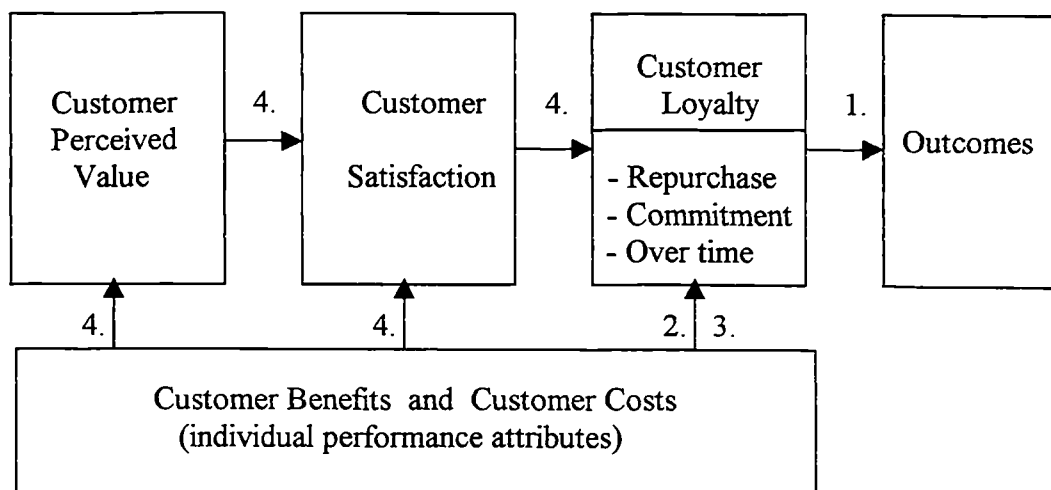 Customer
Perceived
Value
4.
Customer
Satisfaction
4.
Customer
Loyalty
- Repurchase
- Commitment
- Over time
1.
Outcomes
4.
4.
2. 3.
Customer Benefits and Customer Costs
(individual performance attributes)